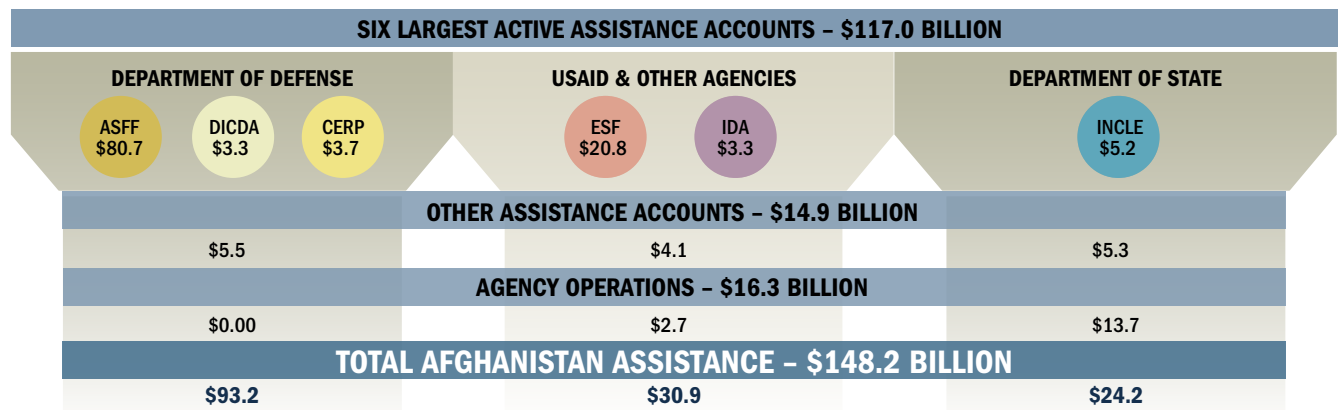 SIX LARGEST ACTIVE ASSISTANCE ACCOUNTS – $117.0 BILLION
DEPARTMENT OF DEFENSE
USAID & OTHER AGENCIES
DEPARTMENT OF STATE
ASFF
$80.7
DICDA
$3.3
CERP
$3.7
ESF
$20.8
IDA
$3.3
INCLE
$5.2
OTHER ASSISTANCE ACCOUNTS – $14.9 BILLION
$5.5
$4.1
$5.3
AGENCY OPERATIONS – $16.3 BILLION
$0.00
$2.7
$13.7
TOTAL AFGHANISTAN ASSISTANCE – $148.2 BILLION
$93.2
$30.9
$24.2